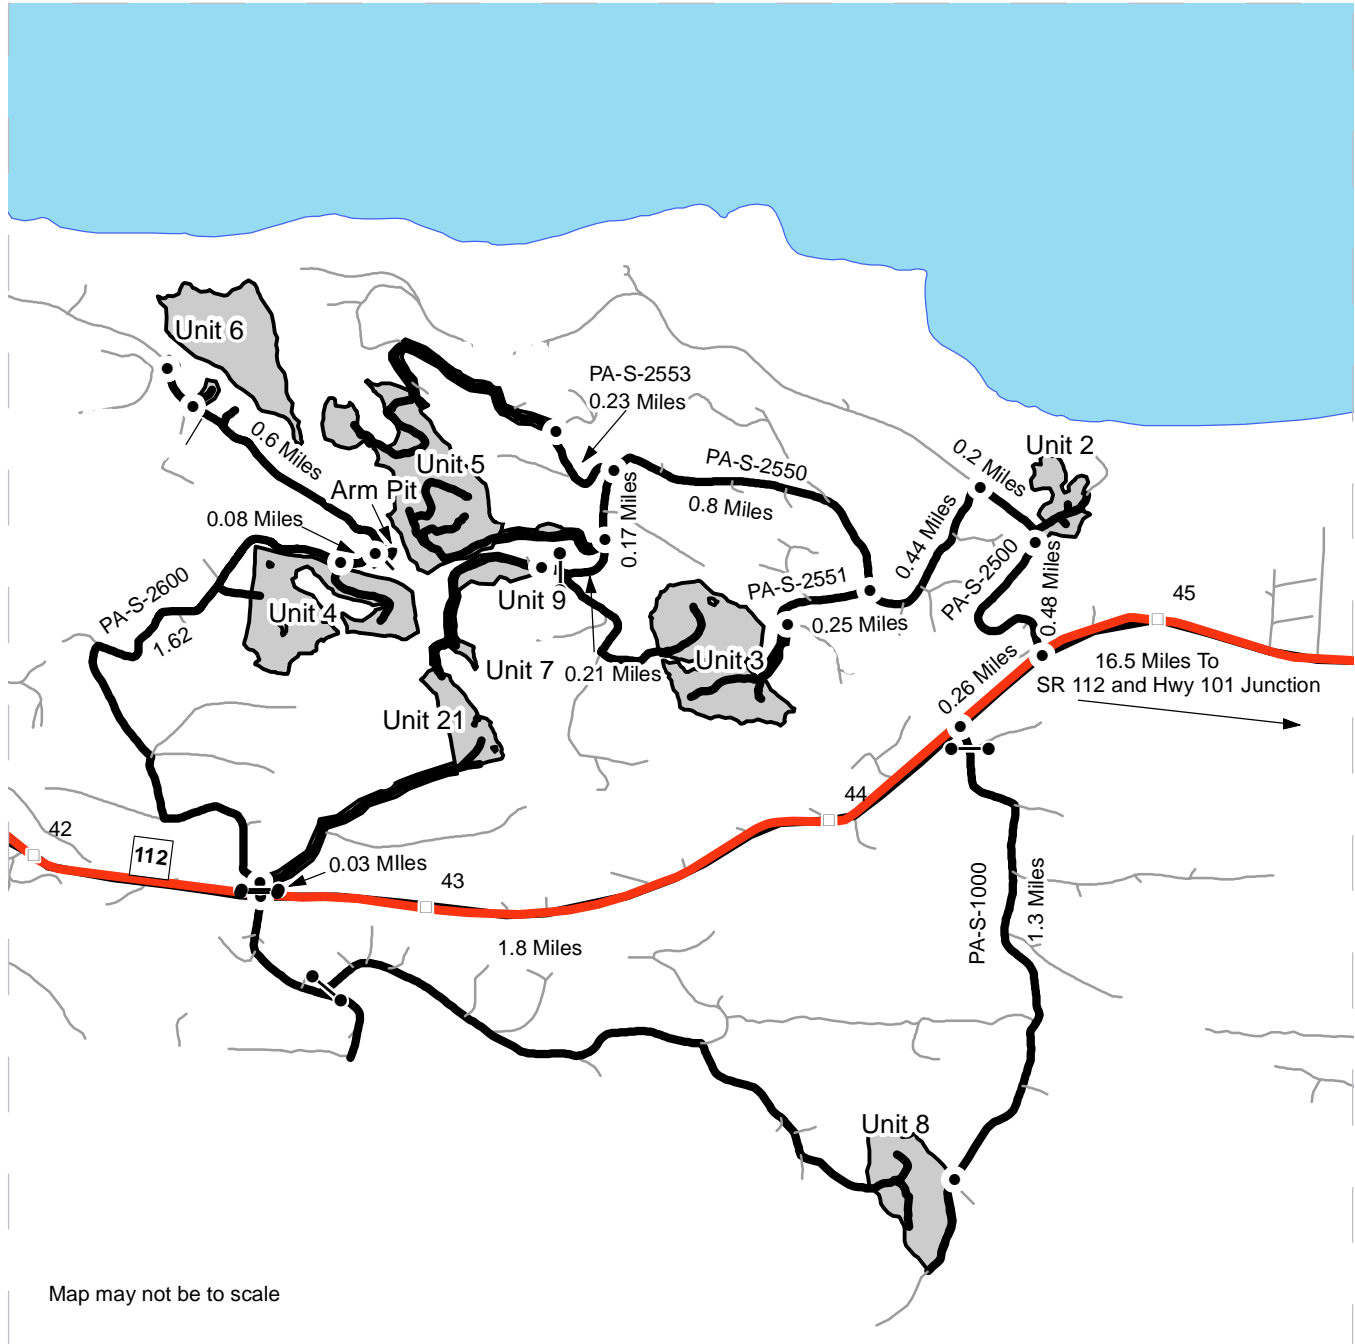 Unit 6
PA-S-2553
0.23 Miles
0.6 Miles
Unit 5
Arm Pit
0.08 Miles
PA-S-2550
0.8 Miles
0.17 Miles
0.2 Miles
Unit 2
0.44 Miles
PA-S-2500
0.48 Miles
PA-S-2551
0.25 Miles
PA-S-2600
1.62
Unit 4
Unit 9
Unit 7
0.21 Miles
Unit 3
45
0.26 Miles
16.5 Miles To
SR 112 and Hwy 101 Junction
Unit 21
44
42
112
0.03 MIles
43
1.8 Miles
PA-S-1000
1.3 Miles
Unit 8
Map may not be to scale